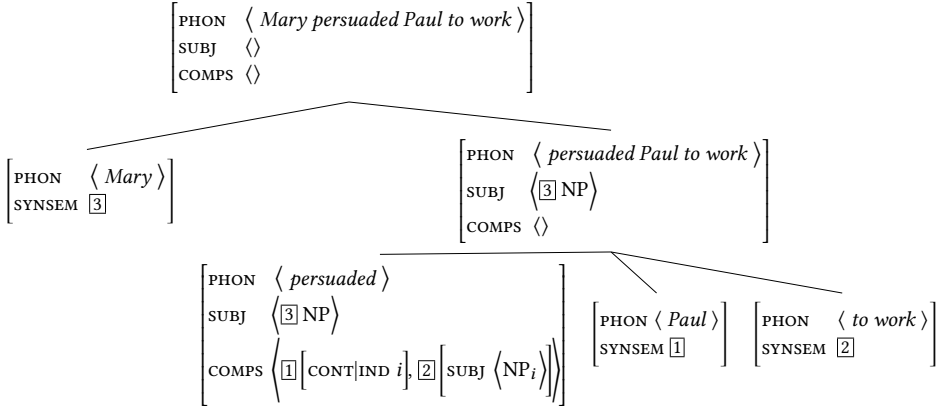 PHON ⟨ Mary persuaded Paul to work ⟩
SUBJ ⟨⟩
COMPS ⟨⟩
PHON ⟨ Mary ⟩
SYNSEM 3
PHON ⟨ persuaded Paul to work ⟩
SUBJ ⟨ 3 NP ⟩
COMPS ⟨⟩
PHON ⟨ persuaded ⟩
SUBJ ⟨ 3 NP ⟩
COMPS ⟨ 1 [CONT|IND i], 2 [SUBJ ⟨NPi⟩] ⟩
PHON ⟨ Paul ⟩
SYNSEM 1
PHON ⟨ to work ⟩
SYNSEM 2